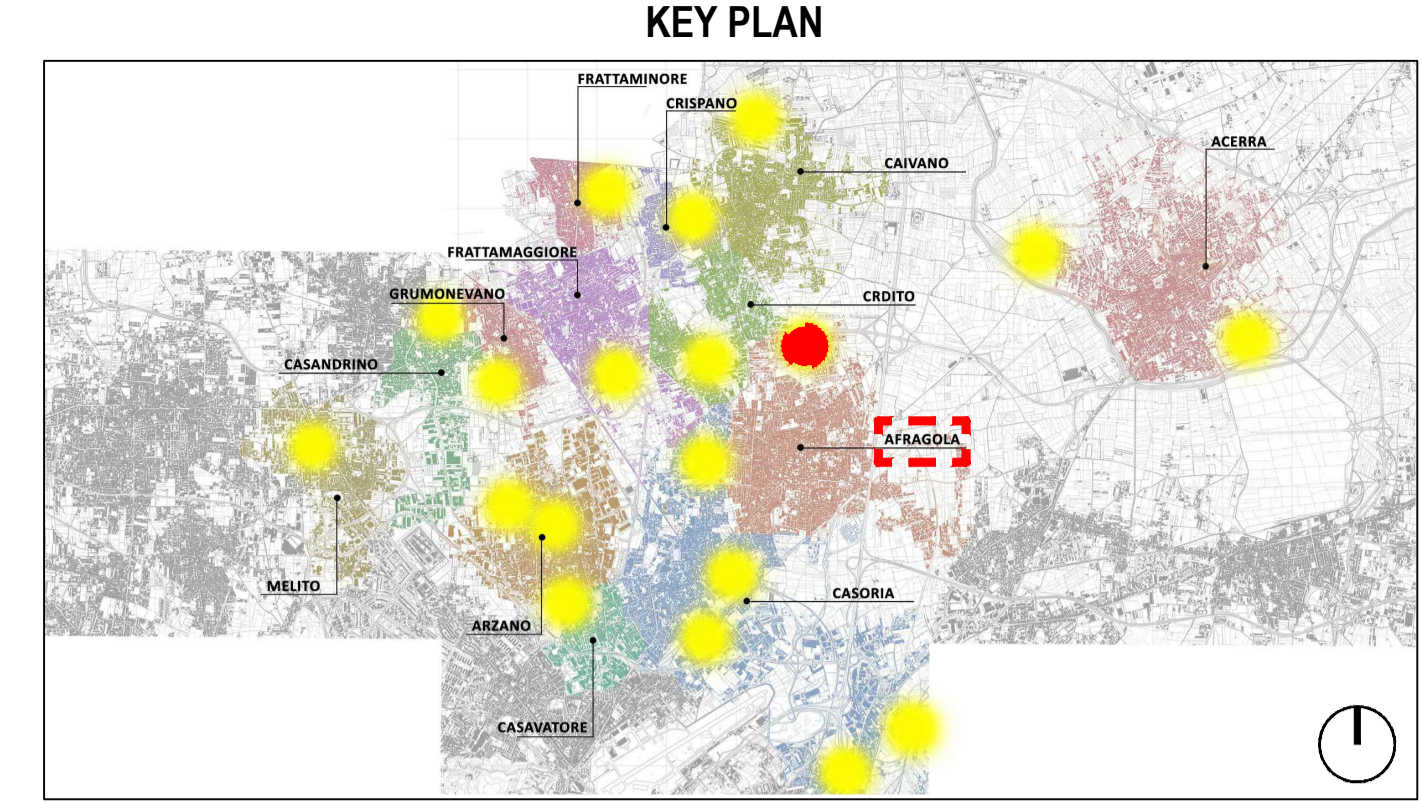 KEY PLAN
FRATTAMINORE
CRISPANO
CAIVANO
ACERRA
FRATTAMAGGIORE
GRUMONEVANO
CRDITO
CASANDRINO
AFRAGOLA
MELITO
CASORIA
ARZANO
CASAVATORE